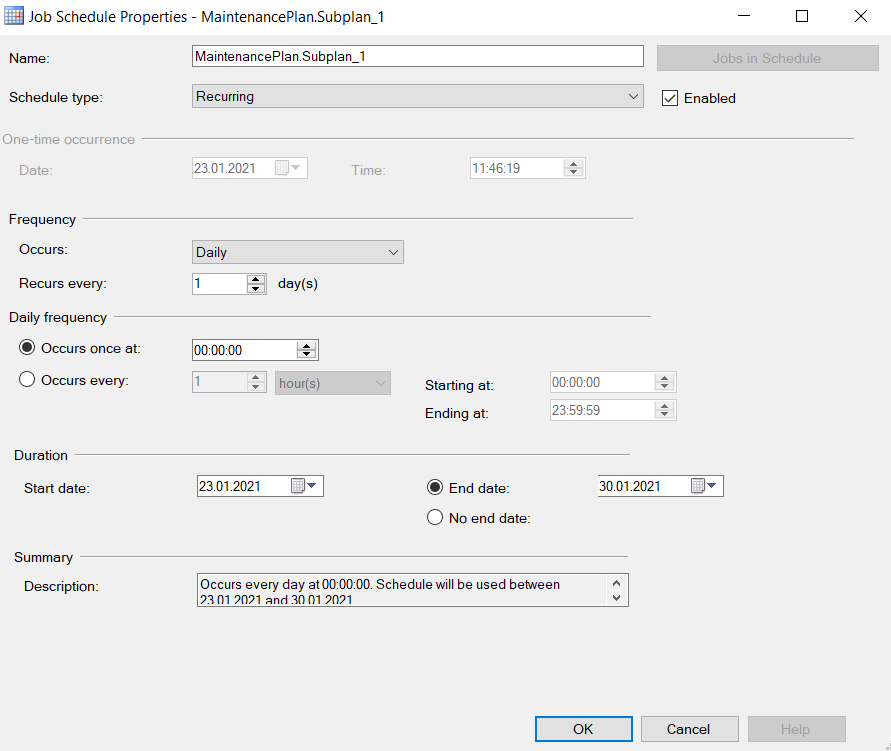 Job Schedule Properties - MaintenancePlan.Subplan_1
Name: MaintenancePlan.Subplan_1 Jobs in Schedule
Schedule type: Recurring Enabled
One-time occurrence
Date: 23.01.2021 Time: 11:46:19
Frequency
Occurs: Daily
Recurs every: 1 day(s)
Daily frequency
Occurs once at: 00:00:00
Occurs every: 1 hour(s) Starting at: 00:00:00
Ending at: 23:59:59
Duration
Start date: 23.01.2021 End date: 30.01.2021
No end date:
Summary
Description: Occurs every day at 00:00:00. Schedule will be used between
23.01.2021 and 30.01.2021
OK Cancel Help